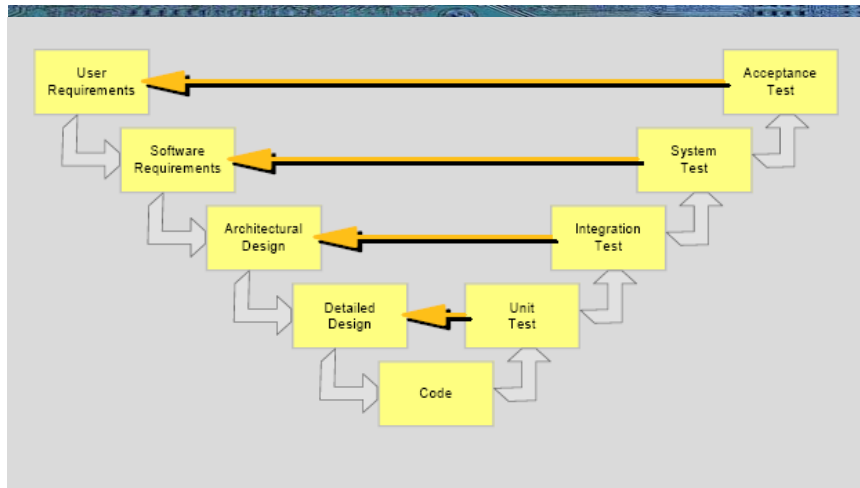 User
Requirements
Acceptance
Test
Software
Requirements
System
Test
Architectural
Design
Integration
Test
Detailed
Design
Unit
Test
Code